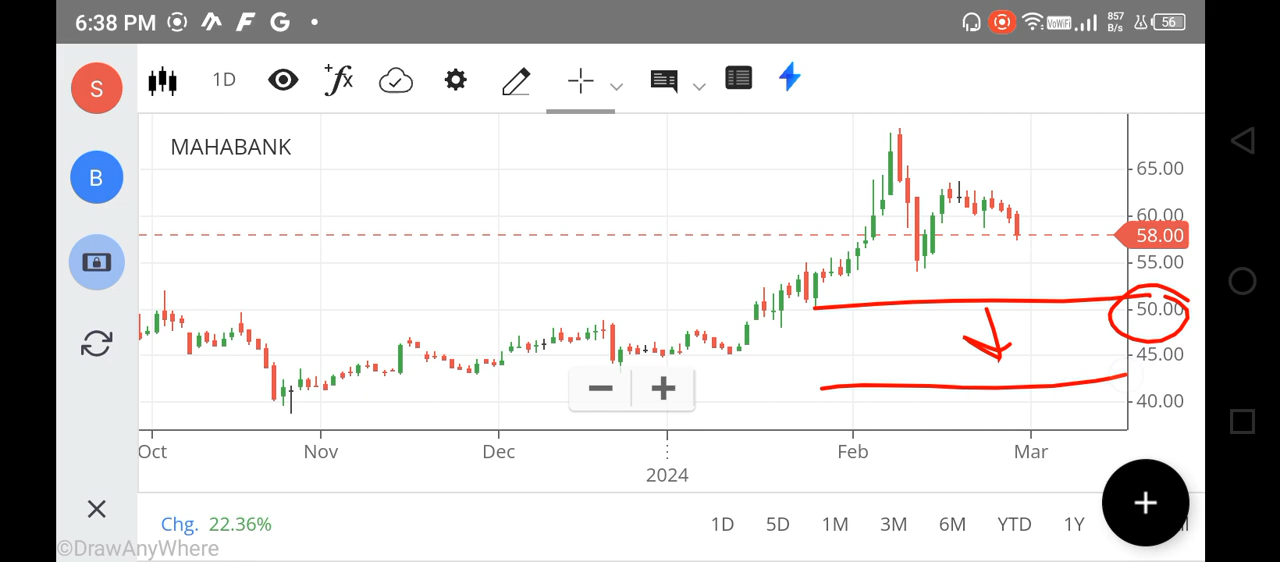 6:38 PM
VoWiFi
857
B/s
56
S
1D
+fx
B
MAHABANK
65.00
60.00
58.00
55.00
50.00
45.00
40.00
Oct Nov Dec Feb Mar
2024
Chg. 22.36%
1D 5D 1M 3M 6M YTD 1Y
©DrawAnyWhere